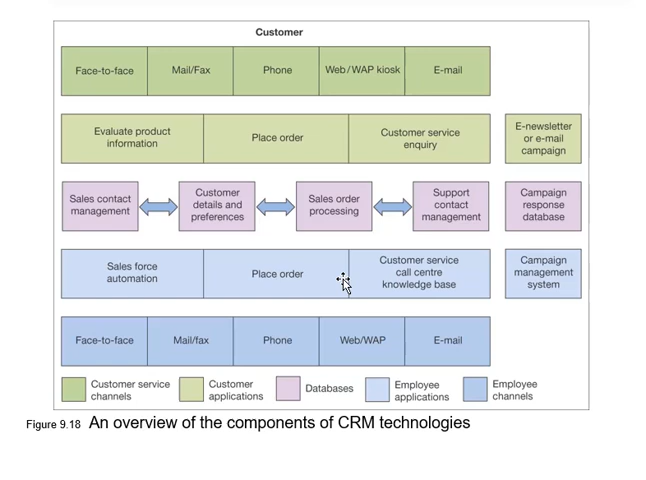 Customer
Face-to-face
Mail/Fax
Phone
Web/WAP kiosk
E-mail
Evaluate product
information
Place order
Customer service
enquiry
E-newsletter
or e-mail
campaign
Sales contact
management
Customer
details and
preferences
Sales order
processing
Support
contact
management
Campaign
response
database
Sales force
automation
Place order
Customer service
call centre
knowledge base
Campaign
management
system
Face-to-face
Mail/fax
Phone
Web/WAP
E-mail
Customer service
channels
Customer
applications
Databases
Employee
applications
Employee
channels
Figure 9.18 An overview of the components of CRM technologies